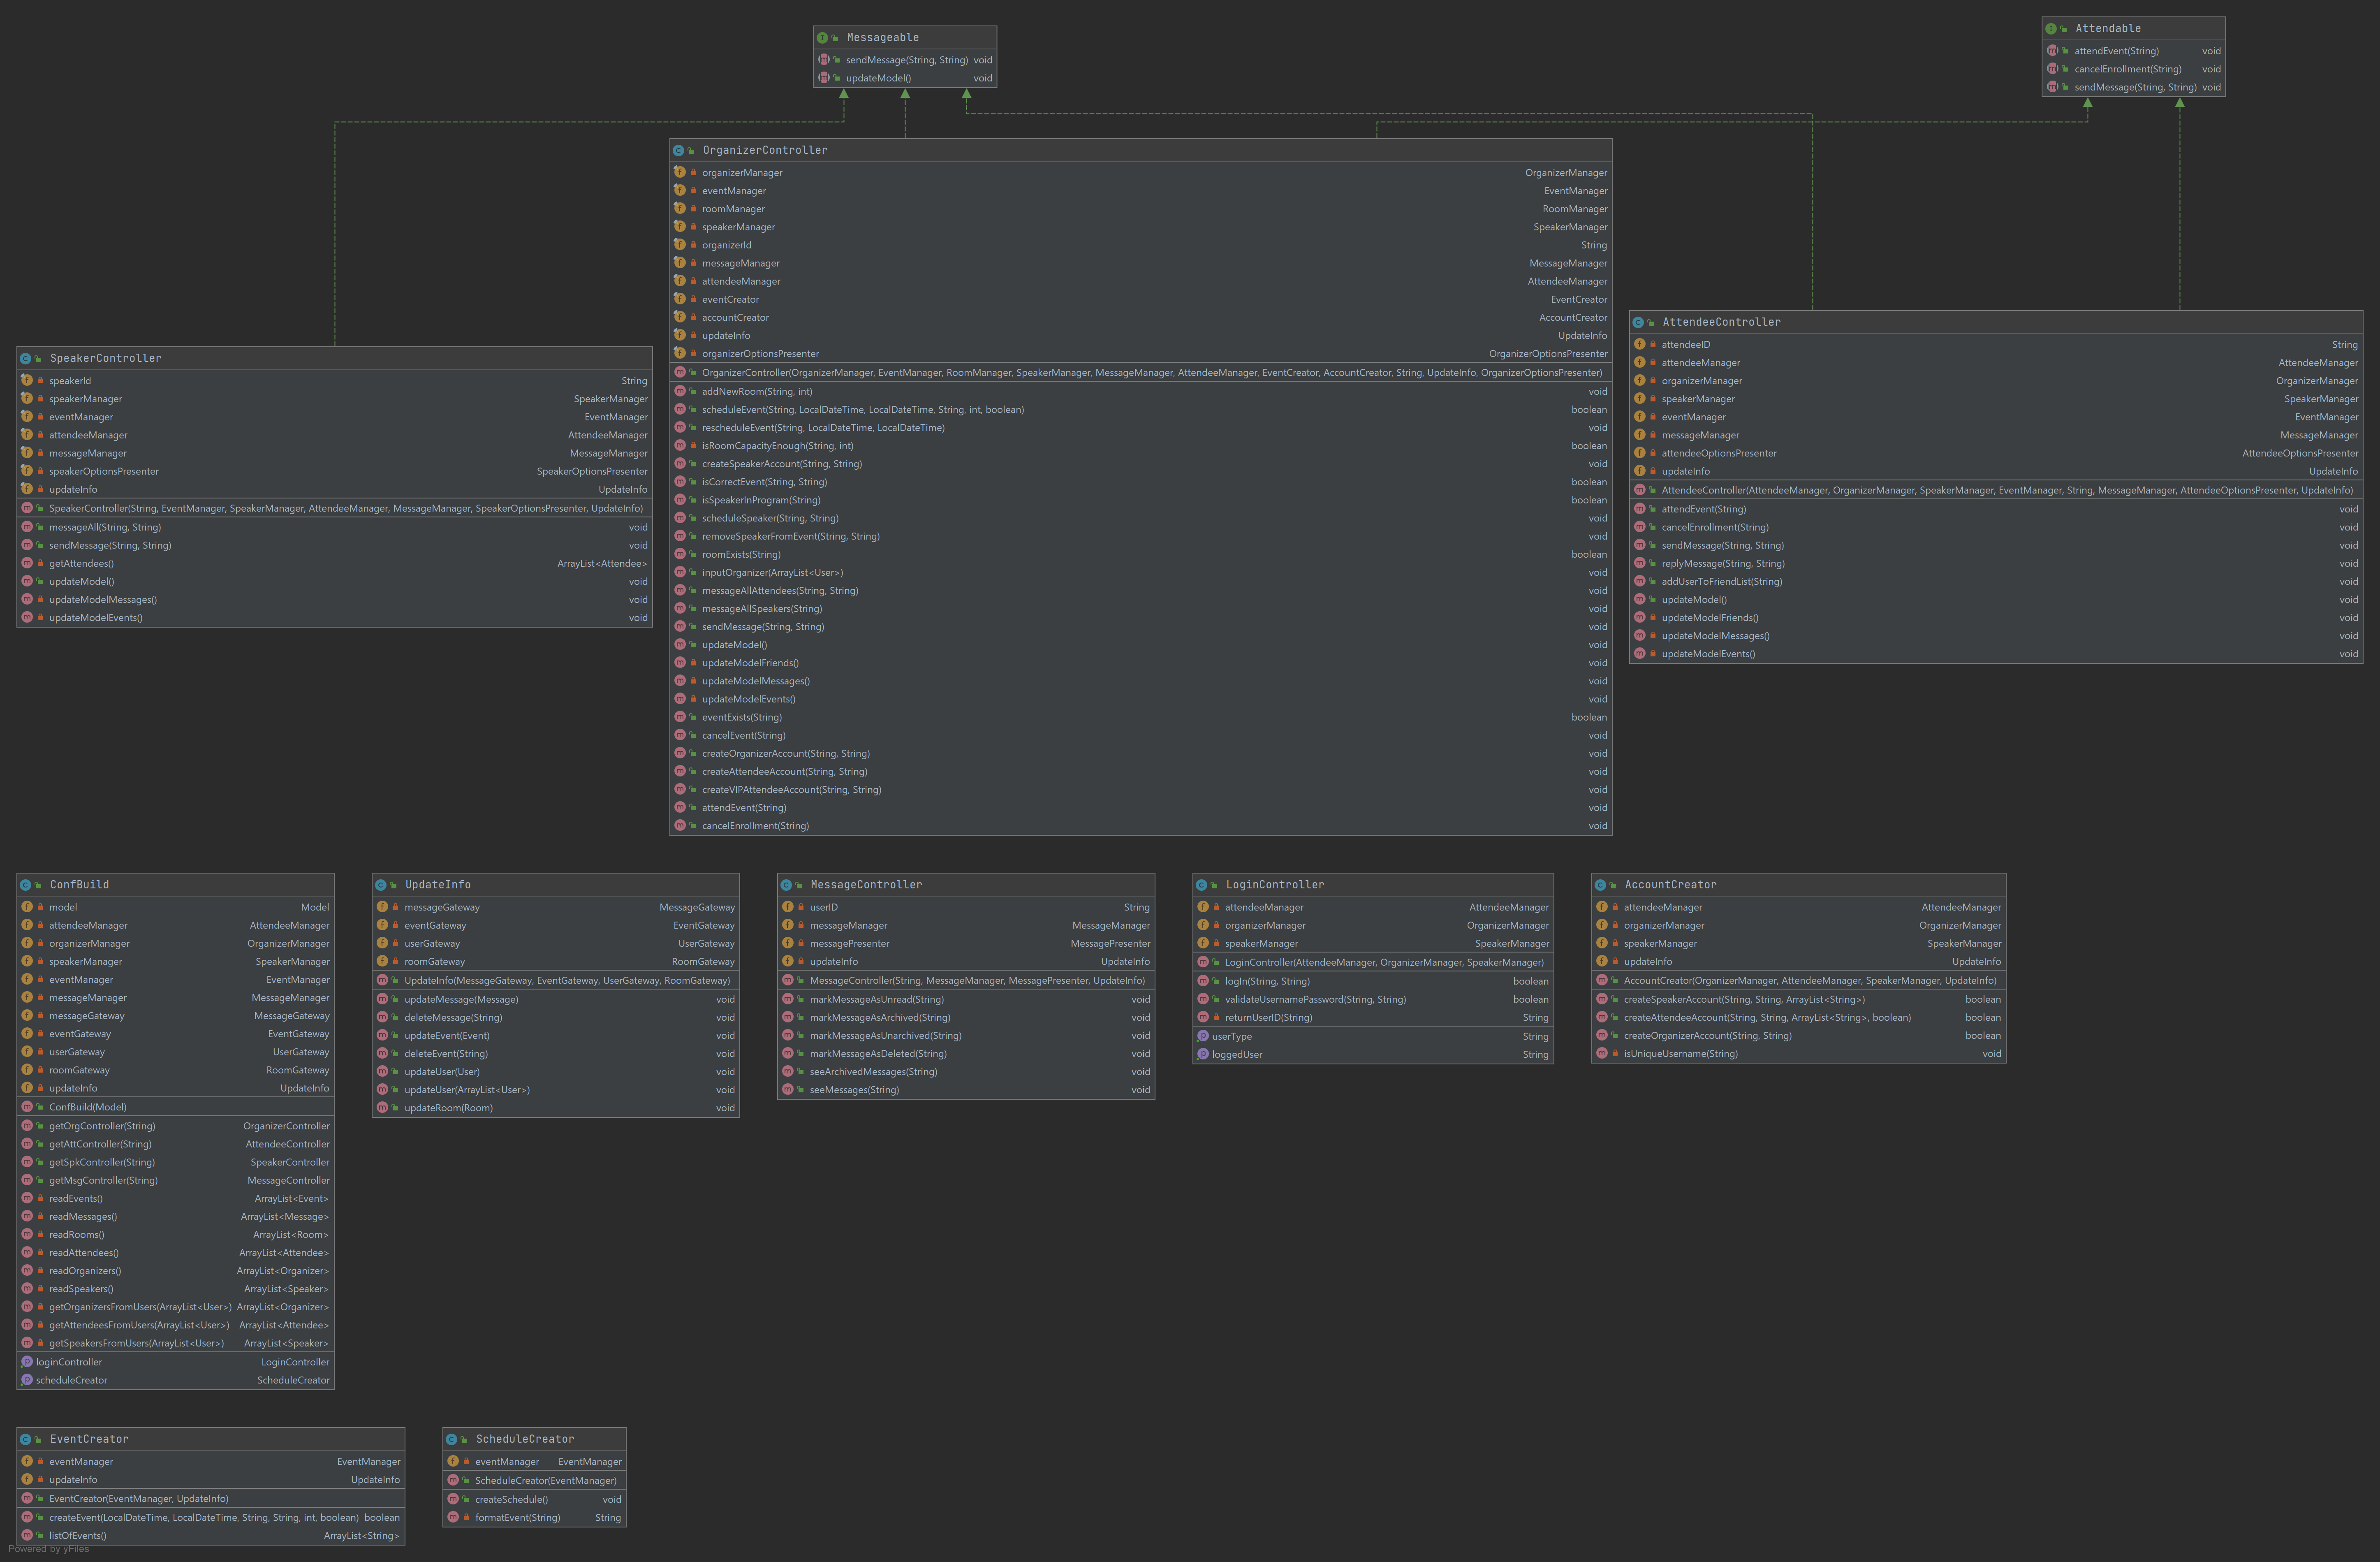 Messageable
sendMessage(String, String) void
updateModel() void
Attendable
attendEvent(String) void
cancelEnrollment(String) void
sendMessage(String, String) void
OrganizerController
organizerManager OrganizerManager
eventManager EventManager
roomManager RoomManager
speakerManager SpeakerManager
organizerId String
messageManager MessageManager
attendeeManager AttendeeManager
eventCreator EventCreator
accountCreator AccountCreator
updateInfo UpdateInfo
organizerOptionsPresenter OrganizerOptionsPresenter
OrganizerController(OrganizerManager, EventManager, RoomManager, SpeakerManager, MessageManager, AttendeeManager, EventCreator, AccountCreator, String, UpdateInfo, OrganizerOptionsPresenter)
addNewRoom(String, int) void
scheduleEvent(String, LocalDateTime, LocalDateTime, String, int, boolean) boolean
rescheduleEvent(String, LocalDateTime, LocalDateTime) void
isRoomCapacityEnough(String, int) boolean
createSpeakerAccount(String, String) void
isCorrectEvent(String, String) boolean
isSpeakerInProgram(String) boolean
scheduleSpeaker(String, String) void
removeSpeakerFromEvent(String, String) void
roomExists(String) boolean
inputOrganizer(ArrayList<User>) void
messageAllAttendees(String, String) void
messageAllSpeakers(String) void
sendMessage(String, String) void
updateModel() void
updateModelFriends() void
updateModelMessages() void
updateModelEvents() void
eventExists(String) boolean
cancelEvent(String) void
createOrganizerAccount(String, String) void
createAttendeeAccount(String, String) void
createVIPAttendeeAccount(String, String) void
attendEvent(String) void
cancelEnrollment(String) void
SpeakerController
speakerId String
speakerManager SpeakerManager
eventManager EventManager
attendeeManager AttendeeManager
messageManager MessageManager
speakerOptionsPresenter SpeakerOptionsPresenter
updateInfo UpdateInfo
SpeakerController(String, EventManager, SpeakerManager, AttendeeManager, MessageManager, SpeakerOptionsPresenter, UpdateInfo)
messageAll(String, String) void
sendMessage(String, String) void
getAttendees() ArrayList<Attendee>
updateModel() void
updateModelMessages() void
updateModelEvents() void
AttendeeController
attendeeID String
attendeeManager AttendeeManager
organizerManager OrganizerManager
speakerManager SpeakerManager
eventManager EventManager
messageManager MessageManager
attendeeOptionsPresenter AttendeeOptionsPresenter
updateInfo UpdateInfo
AttendeeController(AttendeeManager, OrganizerManager, SpeakerManager, EventManager, String, MessageManager, AttendeeOptionsPresenter, UpdateInfo)
attendEvent(String) void
cancelEnrollment(String) void
sendMessage(String, String) void
replyMessage(String, String) void
addUserToFriendList(String) void
updateModel() void
updateModelFriends() void
updateModelMessages() void
updateModelEvents() void
ConfBuild
model Model
attendeeManager AttendeeManager
organizerManager OrganizerManager
speakerManager SpeakerManager
eventManager EventManager
messageManager MessageManager
messageGateway MessageGateway
eventGateway EventGateway
userGateway UserGateway
roomGateway RoomGateway
updateInfo UpdateInfo
ConfBuild(Model)
getOrgController(String) OrganizerController
getAttController(String) AttendeeController
getSpkController(String) SpeakerController
getMsgController(String) MessageController
readEvents() ArrayList<Event>
readMessages() ArrayList<Message>
readRooms() ArrayList<Room>
readAttendees() ArrayList<Attendee>
readOrganizers() ArrayList<Organizer>
readSpeakers() ArrayList<Speaker>
getOrganizersFromUsers(ArrayList<User>) ArrayList<Organizer>
getAttendeesFromUsers(ArrayList<User>) ArrayList<Attendee>
getSpeakersFromUsers(ArrayList<User>) ArrayList<Speaker>
loginController LoginController
scheduleCreator ScheduleCreator
UpdateInfo
messageGateway MessageGateway
eventGateway EventGateway
userGateway UserGateway
roomGateway RoomGateway
UpdateInfo(MessageGateway, EventGateway, UserGateway, RoomGateway)
updateMessage(Message) void
deleteMessage(String) void
updateEvent(Event) void
deleteEvent(String) void
updateUser(User) void
updateUser(ArrayList<User>) void
updateRoom(Room) void
MessageController
userID String
messageManager MessageManager
messagePresenter MessagePresenter
updateInfo UpdateInfo
MessageController(String, MessageManager, MessagePresenter, UpdateInfo)
markMessageAsUnread(String) void
markMessageAsArchived(String) void
markMessageAsUnarchived(String) void
markMessageAsDeleted(String) void
seeArchivedMessages(String) void
seeMessages(String) void
LoginController
attendeeManager AttendeeManager
organizerManager OrganizerManager
speakerManager SpeakerManager
LoginController(AttendeeManager, OrganizerManager, SpeakerManager)
logIn(String, String) boolean
validateUsernamePassword(String, String) boolean
returnUserID(String) String
userType String
loggedUser String
AccountCreator
attendeeManager AttendeeManager
organizerManager OrganizerManager
speakerManager SpeakerManager
updateInfo UpdateInfo
AccountCreator(OrganizerManager, AttendeeManager, SpeakerManager, UpdateInfo)
createSpeakerAccount(String, String, ArrayList<String>) boolean
createAttendeeAccount(String, String, ArrayList<String>, boolean) boolean
createOrganizerAccount(String, String) boolean
isUniqueUsername(String) void
EventCreator
eventManager EventManager
updateInfo UpdateInfo
EventCreator(EventManager, UpdateInfo)
createEvent(LocalDateTime, LocalDateTime, String, String, int, boolean) boolean
listOfEvents() ArrayList<String>
ScheduleCreator
eventManager EventManager
ScheduleCreator(EventManager)
createSchedule() void
formatEvent(String) String
Powered by yFiles